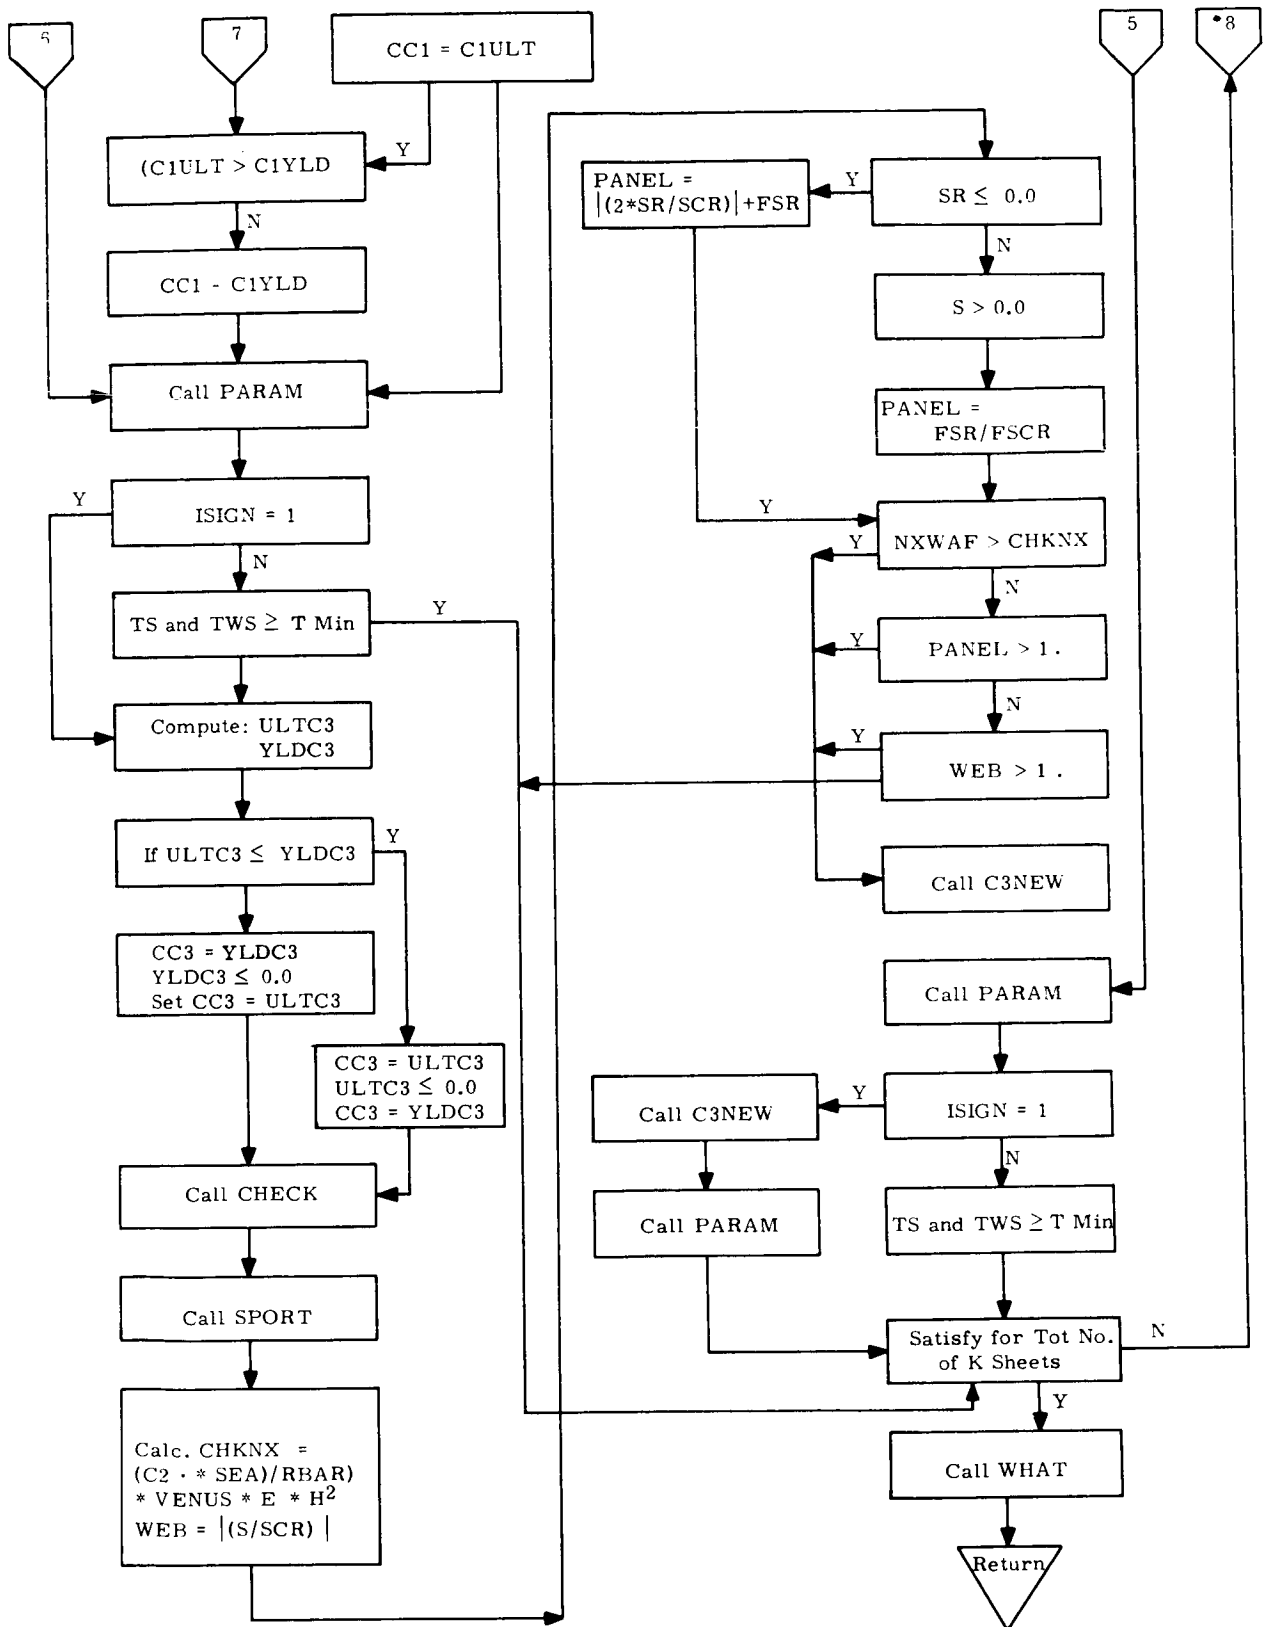 6
7
CC1 = C1ULT
5
8
(C1ULT > C1YLD
Y
N
CC1 - C1YLD
Call PARAM
ISIGN = 1
Y
N
TS and TWS ≥ T Min
Y
Compute: ULTC3
YLDC3
If ULTC3 ≤ YLDC3
Y
CC3 = YLDC3
YLDC3 ≤ 0.0
Set CC3 = ULTC3
CC3 = ULTC3
ULTC3 ≤ 0.0
CC3 = YLDC3
Call CHECK
Call SPORT
Calc. CHKNX =
(C2 · * SEA)/RBAR)
* VENUS * E * H²
WEB = |(S/SCR) |
SR ≤ 0.0
Y
PANEL =
|(2*SR/SCR)|+FSR
N
S > 0.0
PANEL =
FSR/FSCR
Y
NXWAF > CHKNX
Y
N
PANEL > 1.
Y
N
WEB > 1 .
Y
Call C3NEW
Call PARAM
ISIGN = 1
Y
Call C3NEW
N
Call PARAM
TS and TWS ≥ T Min
Satisfy for Tot No.
of K Sheets
N
Y
Call WHAT
Return